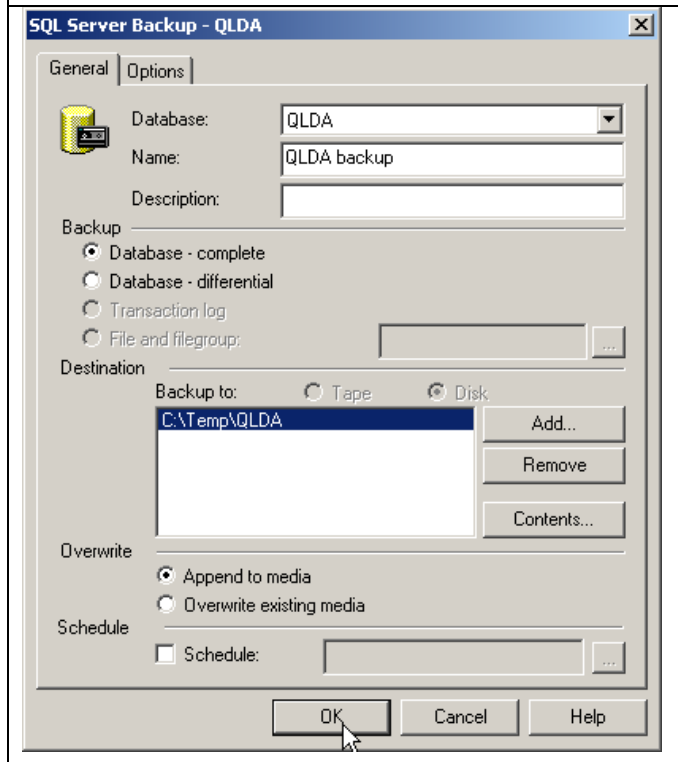 SQL Server Backup - QLDA
General Options
Database: QLDA
Name: QLDA backup
Description:
Backup
Database - complete
Database - differential
Transaction log
File and filegroup: ...
Destination
Backup to: Tape Disk
C:\Temp\QLDA Add...
Remove
Contents...
Overwrite
Append to media
Overwrite existing media
Schedule
Schedule: ...
OK Cancel Help